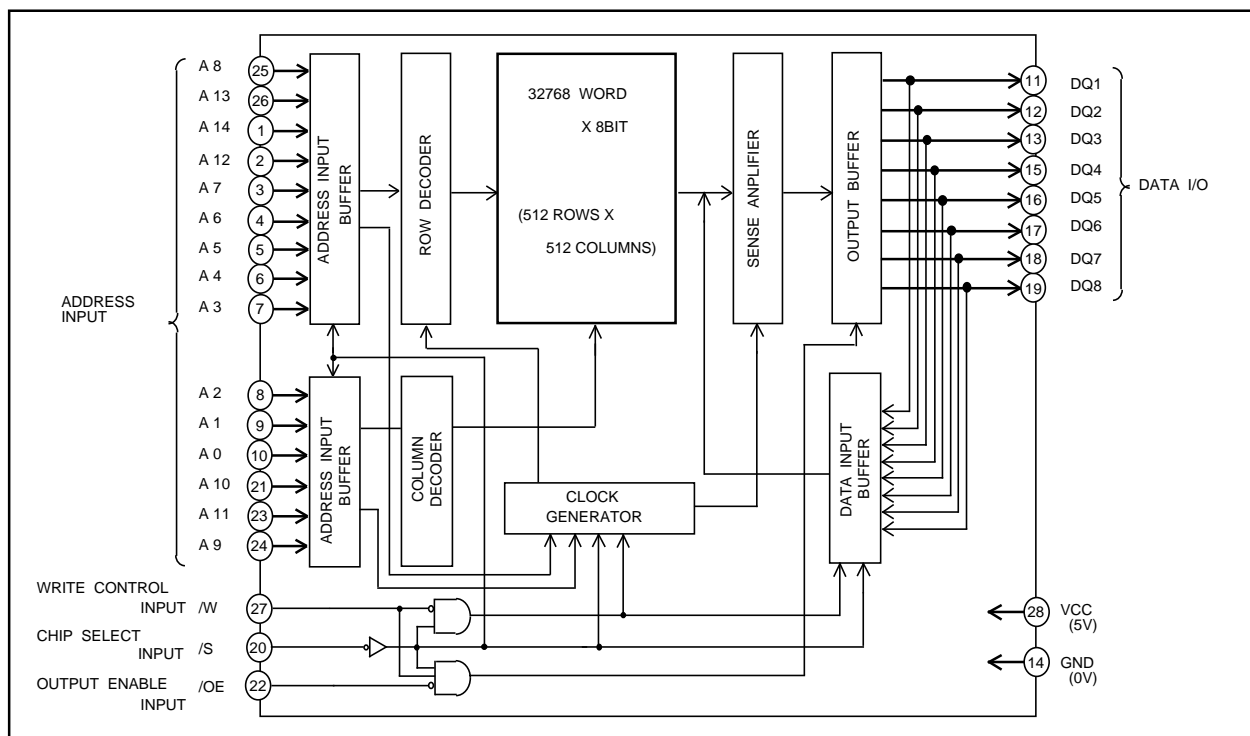 A 8
25
A 13
26
A 14
1
A 12
2
A 7
3
A 6
4
A 5
5
A 4
6
A 3
7
ADDRESS
INPUT
A 2
8
A 1
9
A 0
10
A 10
21
A 11
23
A 9
24
WRITE CONTROL
INPUT /W
27
CHIP SELECT
INPUT /S
20
OUTPUT ENABLE /OE
INPUT
22
ADDRESS INPUT
BUFFER
ROW DECODER
32768 WORD
X 8BIT
(512 ROWS X
512 COLUMNS)
SENSE ANPLIFIER
OUTPUT BUFFER
ADDRESS INPUT
BUFFER
COLUMN
DECODER
CLOCK
GENERATOR
DATA INPUT
BUFFER
11 DQ1
12 DQ2
13 DQ3
15 DQ4
16 DQ5
17 DQ6
18 DQ7
19 DQ8
DATA I/O
28 VCC
(5V)
14 GND
(0V)